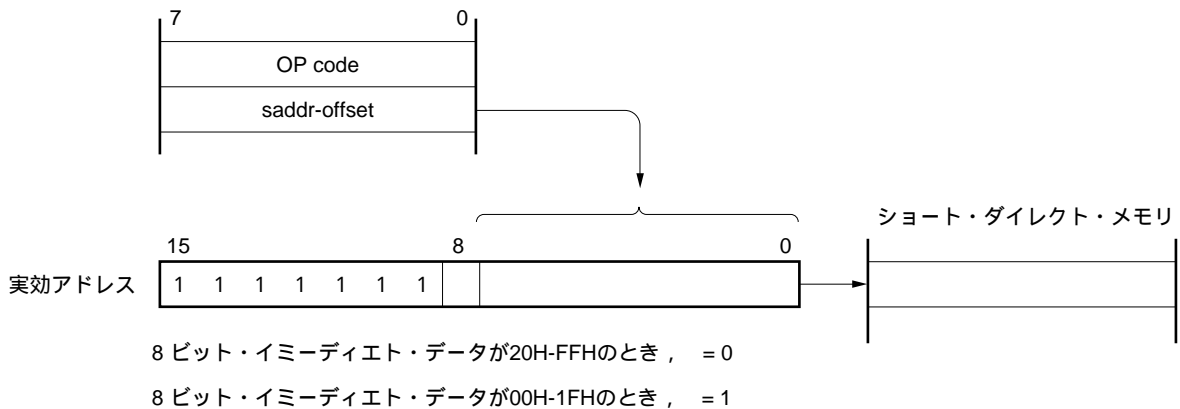 7 0
OP code
saddr-offset
ショート・ダイレクト・メモリ
15 8 0
実効アドレス 1 1 1 1 1 1 1
8 ビット・イミーディエト・データが20H-FFHのとき， = 0
8 ビット・イミーディエト・データが00H-1FHのとき， = 1